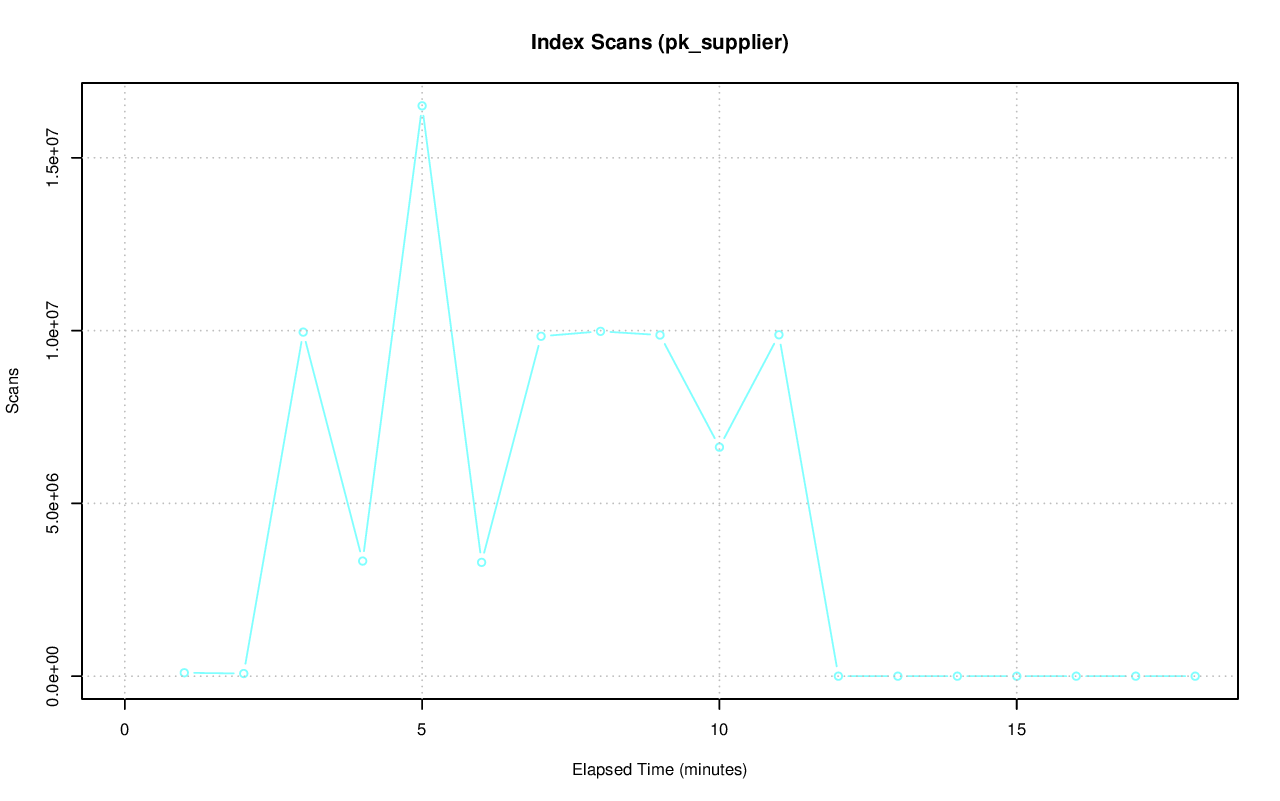 Index Scans (pk_supplier)
Scans
1.5e+07
1.0e+07
5.0e+06
0.0e+00
0 5 10 15
Elapsed Time (minutes)